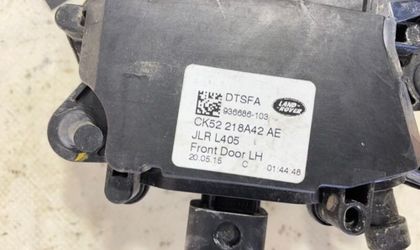 DTSFA
936686-103
LAND
ROVER
CK52 218A42 AE
JLR L405
Front Door LH
20.05.15 C 01:44:48